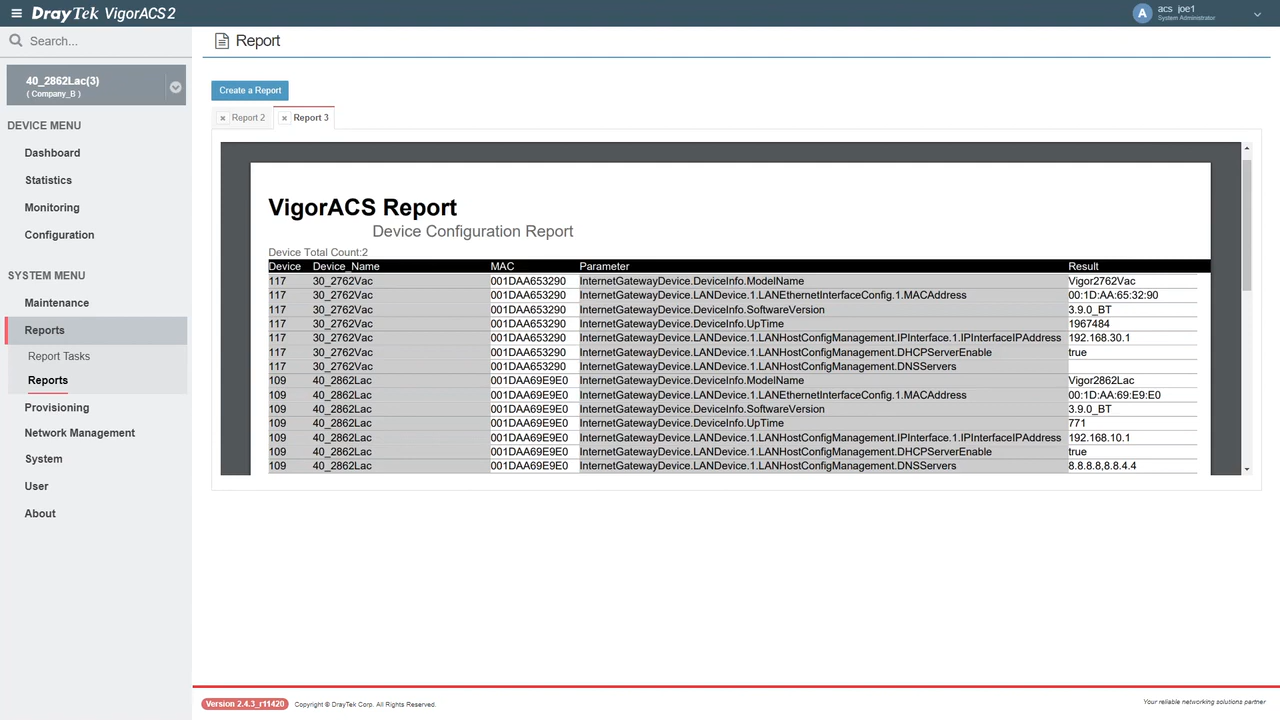 DrayTek VigorACS 2
A
acs_joe1
System Administrator
Search...
40_2862Lac(3)
( Company_B )
DEVICE MENU
Dashboard
Statistics
Monitoring
Configuration
SYSTEM MENU
Maintenance
Reports
Report Tasks
Reports
Provisioning
Network Management
System
User
About
Report
Create a Report
Report 2
Report 3
VigorACS Report
Device Configuration Report
Device Total Count:2
Device Device_Name MAC Parameter Result
117 30_2762Vac 001DAA653290 InternetGatewayDevice.DeviceInfo.ModelName Vigor2762Vac
117 30_2762Vac 001DAA653290 InternetGatewayDevice.LANDevice.1.LANEthernetInterfaceConfig.1.MACAddress 00:1D:AA:65:32:90
117 30_2762Vac 001DAA653290 InternetGatewayDevice.DeviceInfo.SoftwareVersion 3.9.0_BT
117 30_2762Vac 001DAA653290 InternetGatewayDevice.DeviceInfo.UpTime 1967484
117 30_2762Vac 001DAA653290 InternetGatewayDevice.LANDevice.1.LANHostConfigManagement.IPInterface.1.IPInterfaceIPAddress 192.168.30.1
117 30_2762Vac 001DAA653290 InternetGatewayDevice.LANDevice.1.LANHostConfigManagement.DHCPServerEnable true
117 30_2762Vac 001DAA653290 InternetGatewayDevice.LANDevice.1.LANHostConfigManagement.DNSServers
109 40_2862Lac 001DAA69E9E0 InternetGatewayDevice.DeviceInfo.ModelName Vigor2862Lac
109 40_2862Lac 001DAA69E9E0 InternetGatewayDevice.LANDevice.1.LANEthernetInterfaceConfig.1.MACAddress 00:1D:AA:69:E9:E0
109 40_2862Lac 001DAA69E9E0 InternetGatewayDevice.DeviceInfo.SoftwareVersion 3.9.0_BT
109 40_2862Lac 001DAA69E9E0 InternetGatewayDevice.DeviceInfo.UpTime 771
109 40_2862Lac 001DAA69E9E0 InternetGatewayDevice.LANDevice.1.LANHostConfigManagement.IPInterface.1.IPInterfaceIPAddress 192.168.10.1
109 40_2862Lac 001DAA69E9E0 InternetGatewayDevice.LANDevice.1.LANHostConfigManagement.DHCPServerEnable true
109 40_2862Lac 001DAA69E9E0 InternetGatewayDevice.LANDevice.1.LANHostConfigManagement.DNSServers 8.8.8.8,8.8.4.4
Version 2.4.3_r11420 Copyright © DrayTek Corp. All Rights Reserved.
Your reliable networking solutions partner